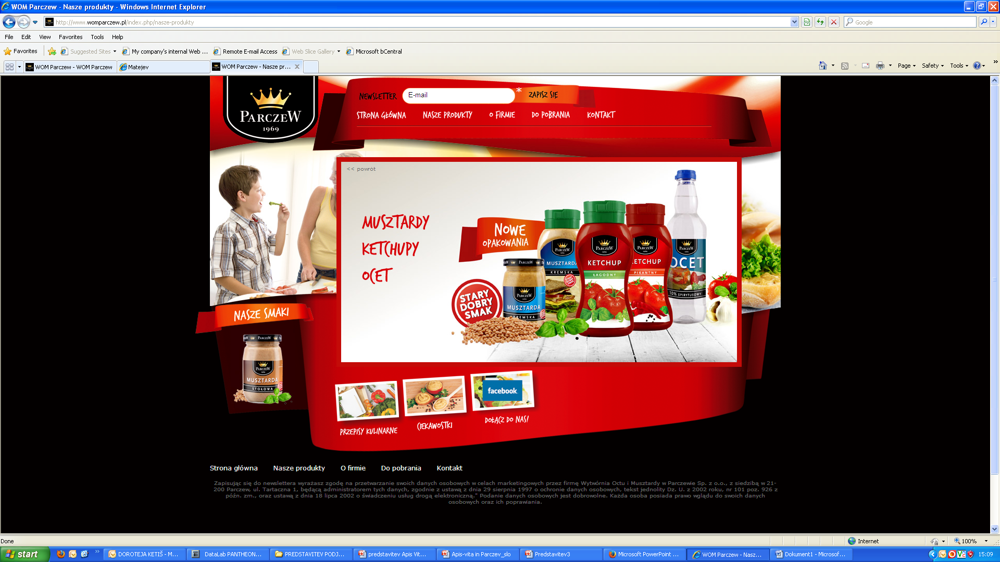 WOM Parczew - Nasze produkty - Windows Internet Explorer
http://www.womparczew.pl/index.php/nasze-produkty
Google
File Edit View Favorites Tools Help
Favorites Suggested Sites My company's internal Web ... Remote E-mail Access Web Slice Gallery Microsoft bCentral
WOM Parczew - WOM Parczew Matejev WOM Parczew - Nasze pr... Page Safety Tools
PARCZEW
1969
NEWSLETTER E-mail * ZAPISZ SIĘ
STRONA GŁÓWNA NASZE PRODUKTY O FIRMIE DO POBRANIA KONTAKT
<< powrót
MUSZTARDY
KETCHUPY
OCET
NOWE
OPAKOWANIA
STARY
DOBRY
SMAK
PARCZEW
PARCZEW
MUSZTARDA
KREMSKA
PARCZEW
MUSZTARDA
KREMSKA
PARCZEW
KETCHUP
ŁAGODNY
PARCZEW
ETCHUP
PIKANTNY
OCET
10% SPIRYTUSOWY
NASZE SMAKI
PARCZEW
PARCZEW
MUSZTARDA
STOŁOWA
facebook
PRZEPISY KULINARNE
CIEKAWOSTKI
DOŁĄCZ DO NAS!
Strona główna Nasze produkty O firmie Do pobrania Kontakt
Zapisując się do newslettera wyrażasz zgodę na przetwarzanie swoich danych osobowych w celach marketingowych przez firmę Wytwórnia Octu i Musztardy w Parczewie Sp. z o.o., z siedzibą w 21-
200 Parczew, ul. Tartaczna 1, będącą administratorem tych danych, zgodnie z ustawą z dnia 29 sierpnia 1997 o ochronie danych osobowych, tekst jednolity Dz. U. z 2002 roku, nr 101 poz. 926 z
późn. zm., oraz ustawą z dnia 18 lipca 2002 o świadczeniu usług drogą elektroniczną." Podanie danych osobowych jest dobrowolne. Każda osoba posiada prawo wglądu do swoich danych
osobowych oraz ich poprawiania.
Done Internet 100%
start DOROTEJA KETIŠ - M... DataLab PANTHEON... PREDSTAVITEV PODJ... predstavitev Apis Vit... Apis-vita in Parczev_slo Predstavitev3 Microsoft PowerPoint ... WOM Parczew - Nasz... Dokument1 - Microsof... 15:09